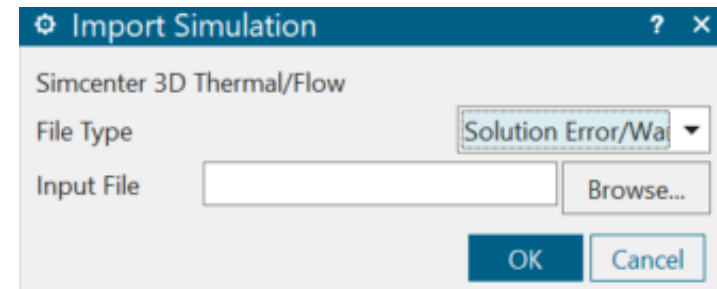 Import Simulation ? ×
Simcenter 3D Thermal/Flow
File Type Solution Error/Wa
Input File Browse...
OK Cancel